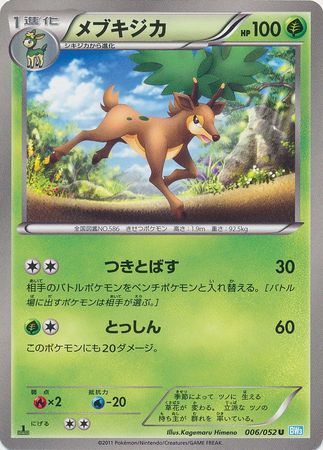 1進化
メブキジカ
HP100
シキジカから進化
全国図鑑NO.586 きせつポケモン 高さ:1.9m 重さ:92.5kg
つきとばす 30
相手のバトルポケモンをベンチポケモンと入れ替える。[バトル
場に出すポケモンは相手が選ぶ。]
とっしん 60
このポケモンにも20ダメージ。
弱点 抵抗力
×2 -20
にげる
季節によって ツノに 生える
草花が 変わる。立派な ツノの
持ち主が 群れを 率いている。
1
Illus.Kagemaru Himeno
006/052 U
BW3
©2011 Pokémon/Nintendo/Creatures/GAME FREAK.